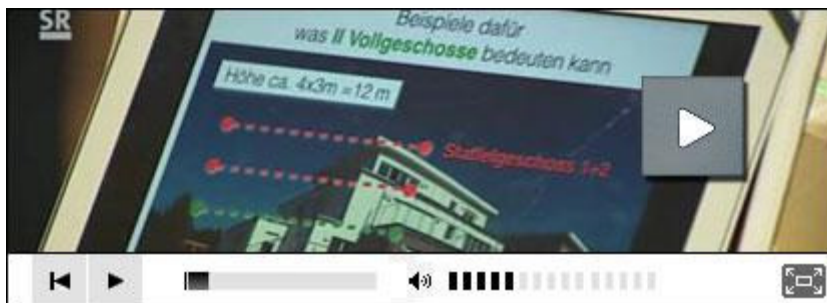 SR
Beispiele dafür
was II Vollgeschosse bedeuten kann
Höhe ca. 4x3m = 12 m
Staffelgeschoss 1+2